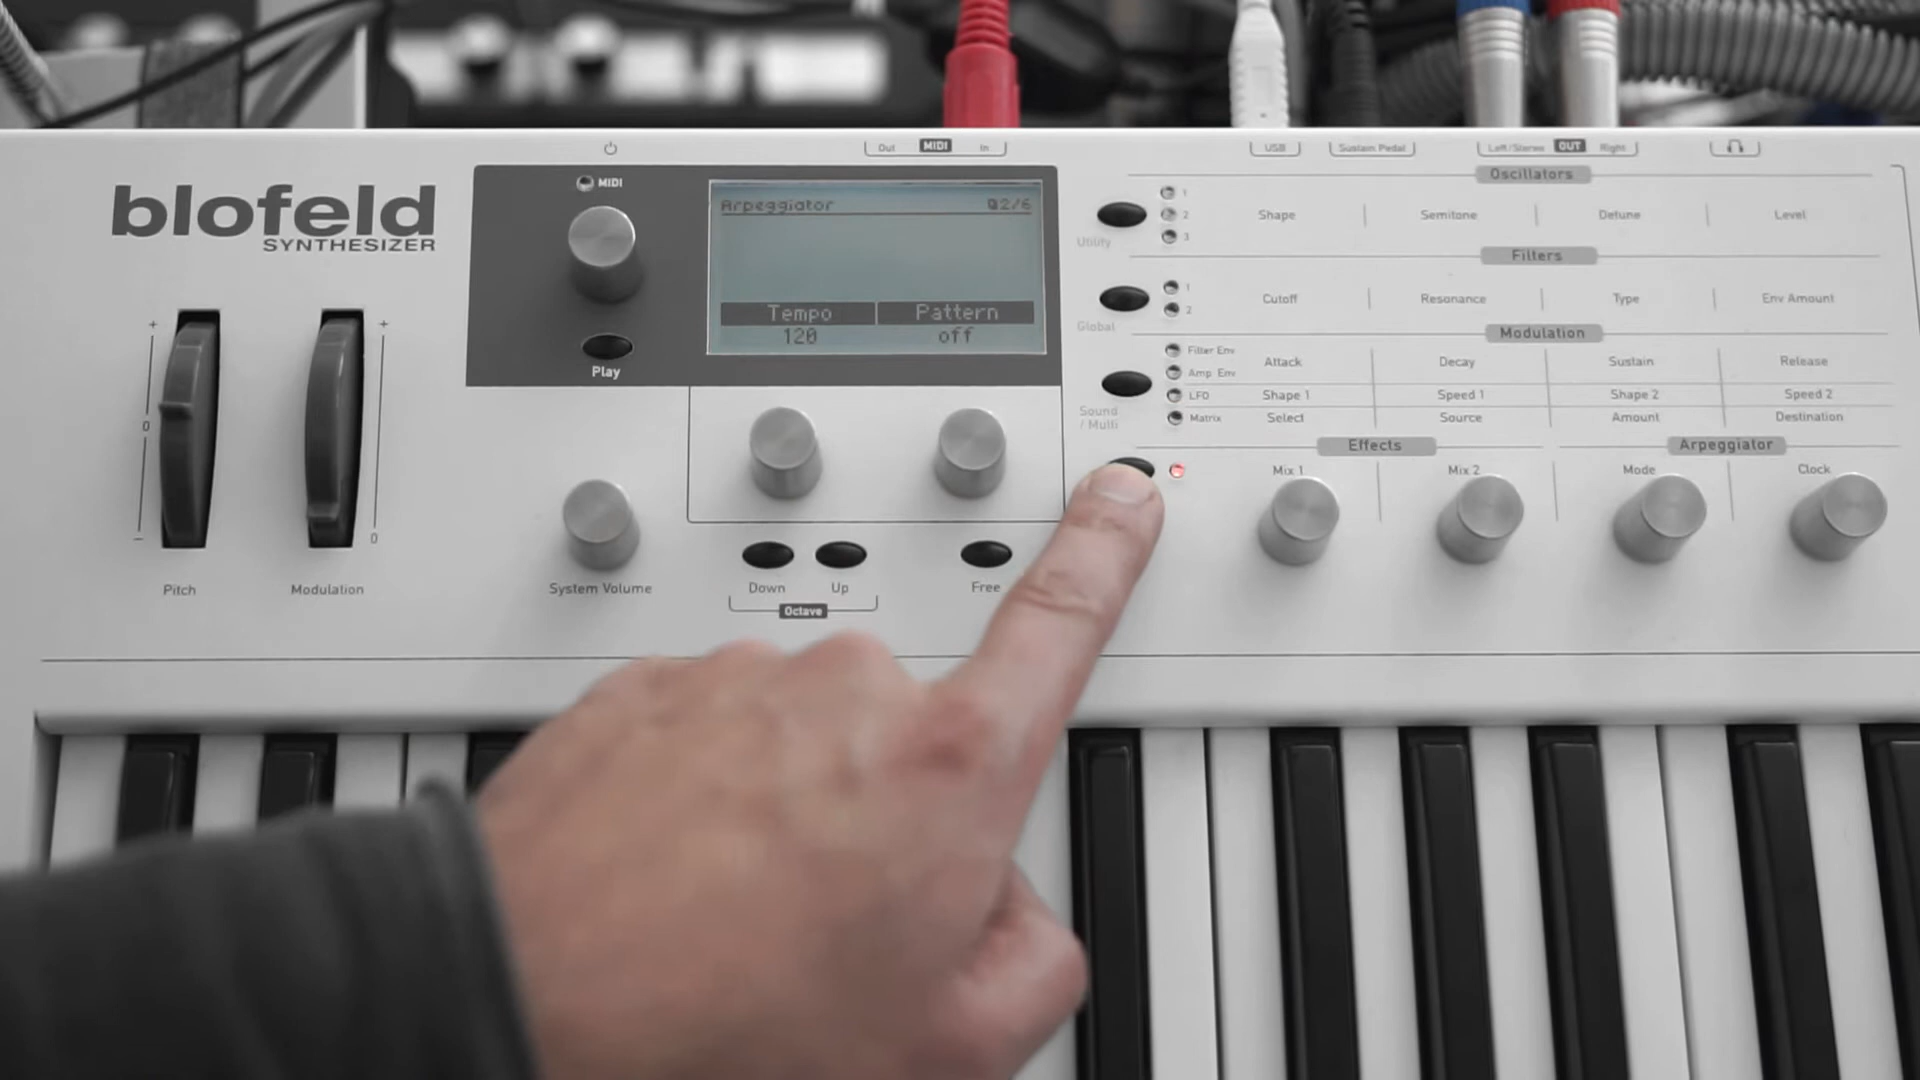 Out MIDI In
USB
Sustain Pedal
Left/Stereo OUT Right
blofeld
SYNTHESIZER
MIDI
Play
Arpeggiator 2/6
Tempo Pattern
120 off
+
0
-
Pitch
+
0
Modulation
System Volume
Down Up
Octave
Free
Oscillators
1
2
3
Utility
Shape Semitone Detune Level
Filters
1
2
Global
Cutoff Resonance Type Env Amount
Modulation
Filter Env Attack Decay Sustain Release
Amp. Env
LFO Shape 1 Speed 1 Shape 2 Speed 2
Matrix Select Source Amount Destination
Sound
/ Multi
Effects Arpeggiator
Mix 1 Mix 2 Mode Clock